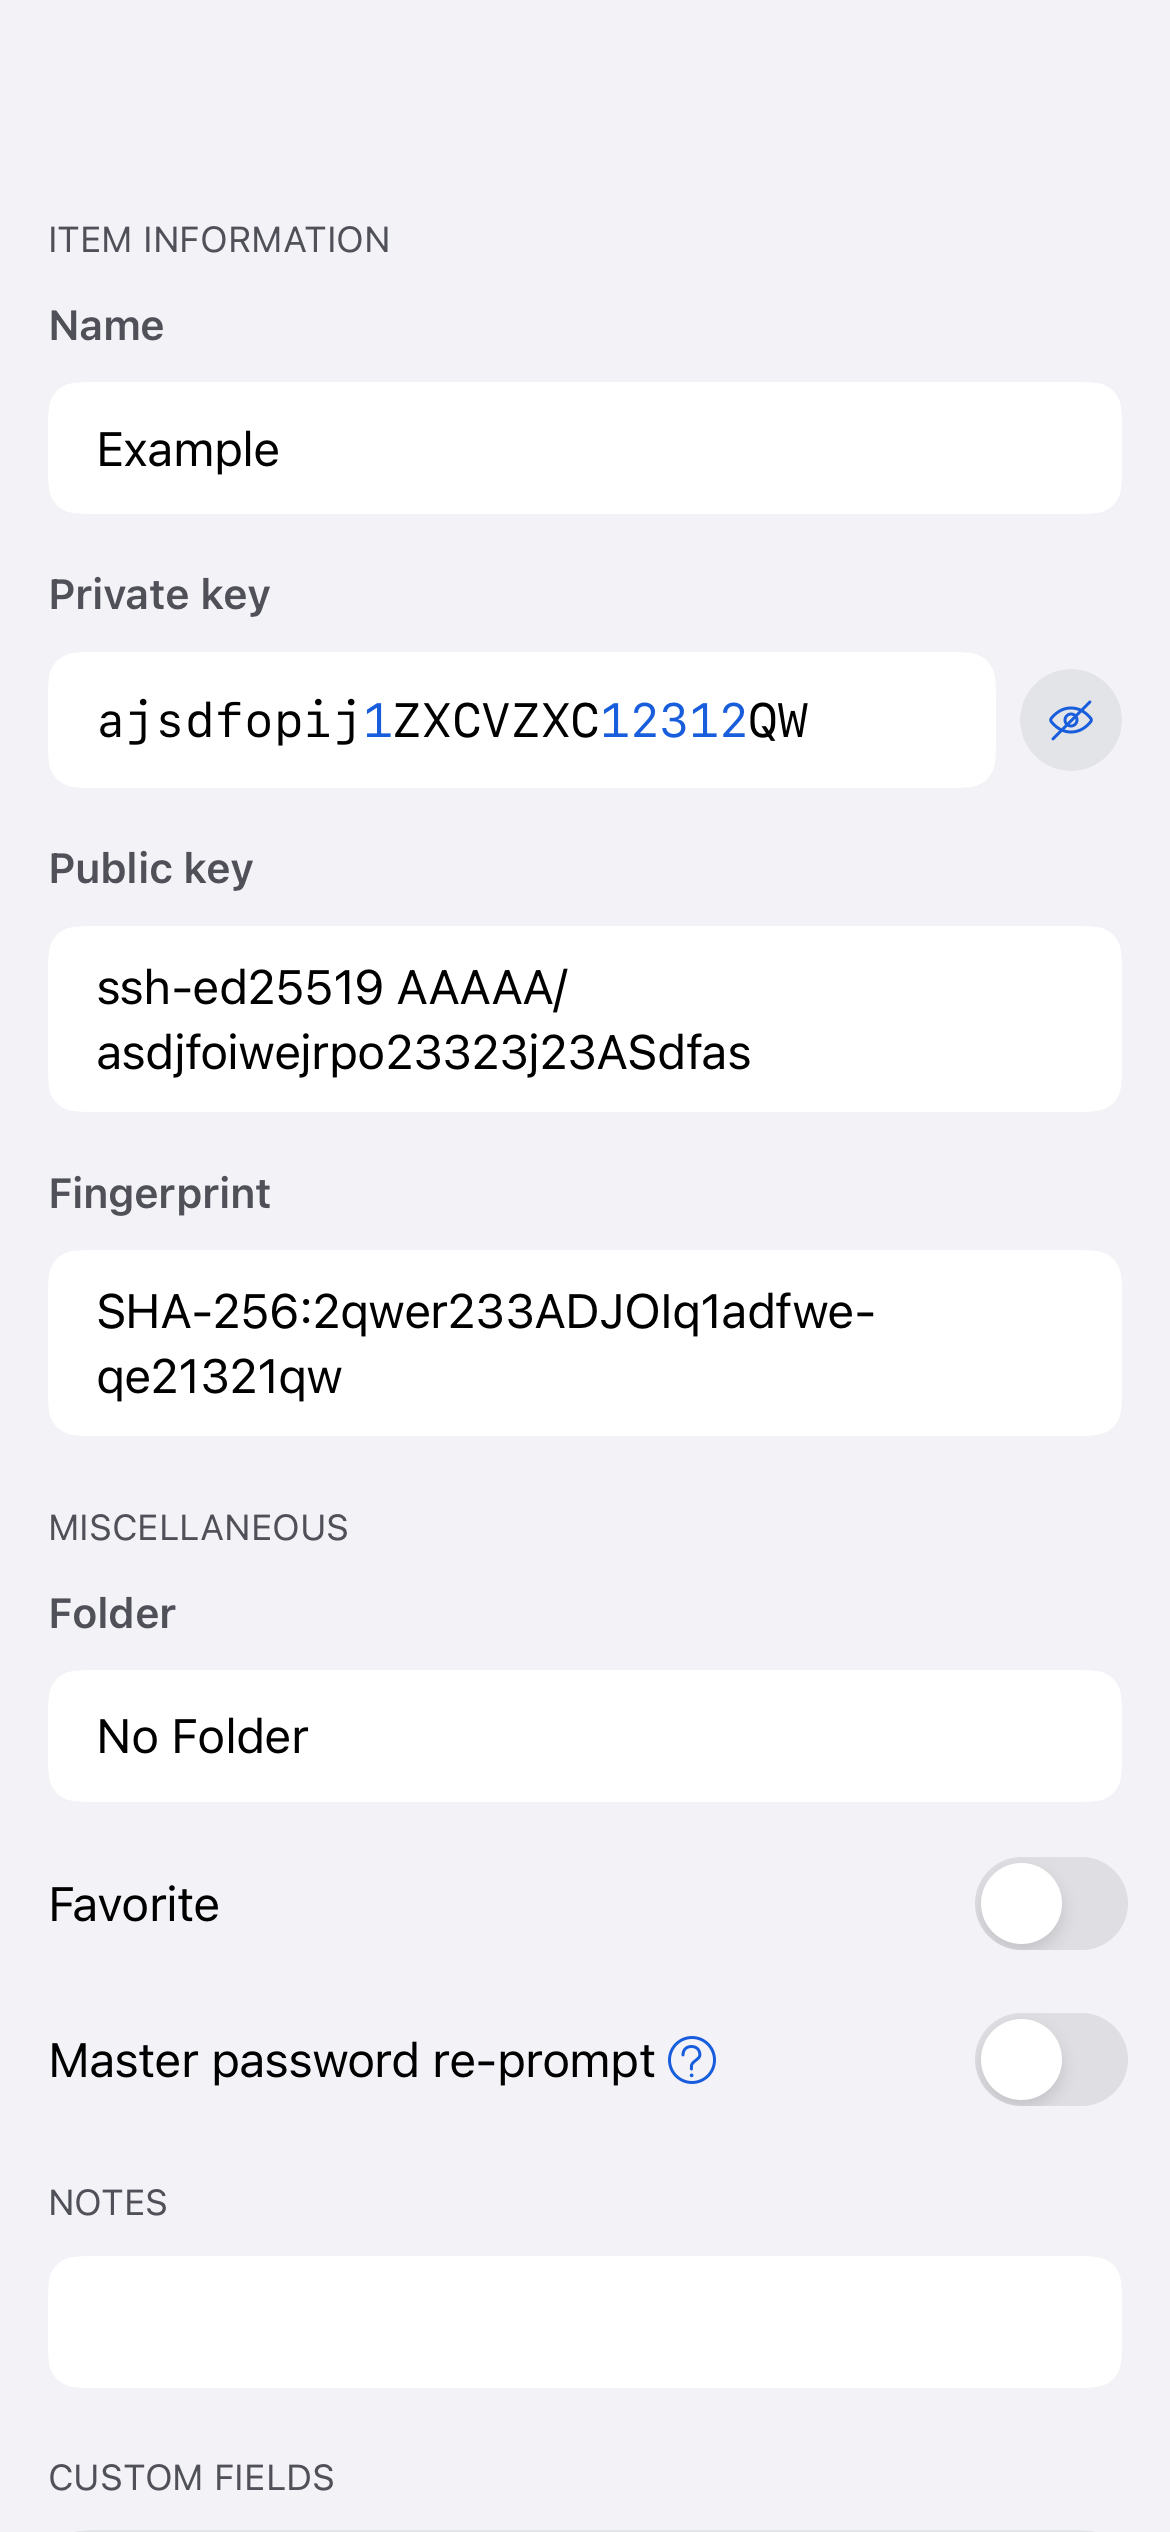 ITEM INFORMATION
Name
Example
Private key
ajsdfopij1ZXCVZXC12312QW
Public key
ssh-ed25519 AAAAA/
asdjfoiwejrpo23323j23ASdfas
Fingerprint
SHA-256:2qwer233ADJOIq1adfwe-
qe21321qw
MISCELLANEOUS
Folder
No Folder
Favorite
Master password re-prompt ?
NOTES
CUSTOM FIELDS